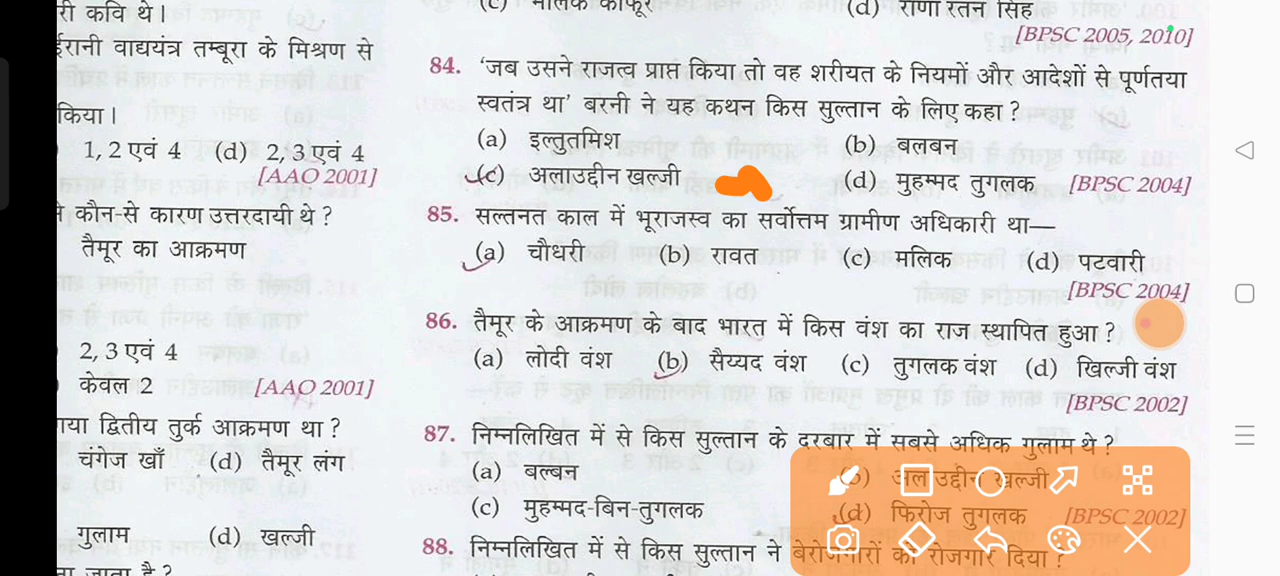 री कवि थे।
ईरानी वाद्ययंत्र तम्बूरा के मिश्रण से
किया।
1, 2 एवं 4 (d) 2, 3 एवं 4
[AAO 2001]
कौन-से कारण उत्तरदायी थे ?
तैमूर का आक्रमण
2, 3 एवं 4
केवल 2 [AAO 2001]
गया द्वितीय तुर्क आक्रमण था ?
चंगेज खाँ (d) तैमूर लंग
गुलाम (d) खल्जी
ना जाता है ?
(c) मलिक काफूर (d) राणा रतन सिंह
[BPSC 2005, 2010]
84. 'जब उसने राजत्व प्राप्त किया तो वह शरीयत के नियमों और आदेशों से पूर्णतया
स्वतंत्र था' बरनी ने यह कथन किस सुल्तान के लिए कहा ?
(a) इल्तुतमिश (b) बलबन
(c) अलाउद्दीन खल्जी (d) मुहम्मद तुगलक [BPSC 2004]
85. सल्तनत काल में भूराजस्व का सर्वोत्तम ग्रामीण अधिकारी था—
(a) चौधरी (b) रावत (c) मलिक (d) पटवारी
[BPSC 2004]
86. तैमूर के आक्रमण के बाद भारत में किस वंश का राज स्थापित हुआ ?
(a) लोदी वंश (b) सैय्यद वंश (c) तुगलक वंश (d) खिल्जी वंश
[BPSC 2002]
87. निम्नलिखित में से किस सुल्तान के दरबार में सबसे अधिक गुलाम थे ?
(a) बल्बन (b) अलाउद्दीन खल्जी
(c) मुहम्मद-बिन-तुगलक (d) फिरोज तुगलक [BPSC 2002]
88. निम्नलिखित में से किस सुल्तान ने बेरोजगारों को रोजगार दिया ?